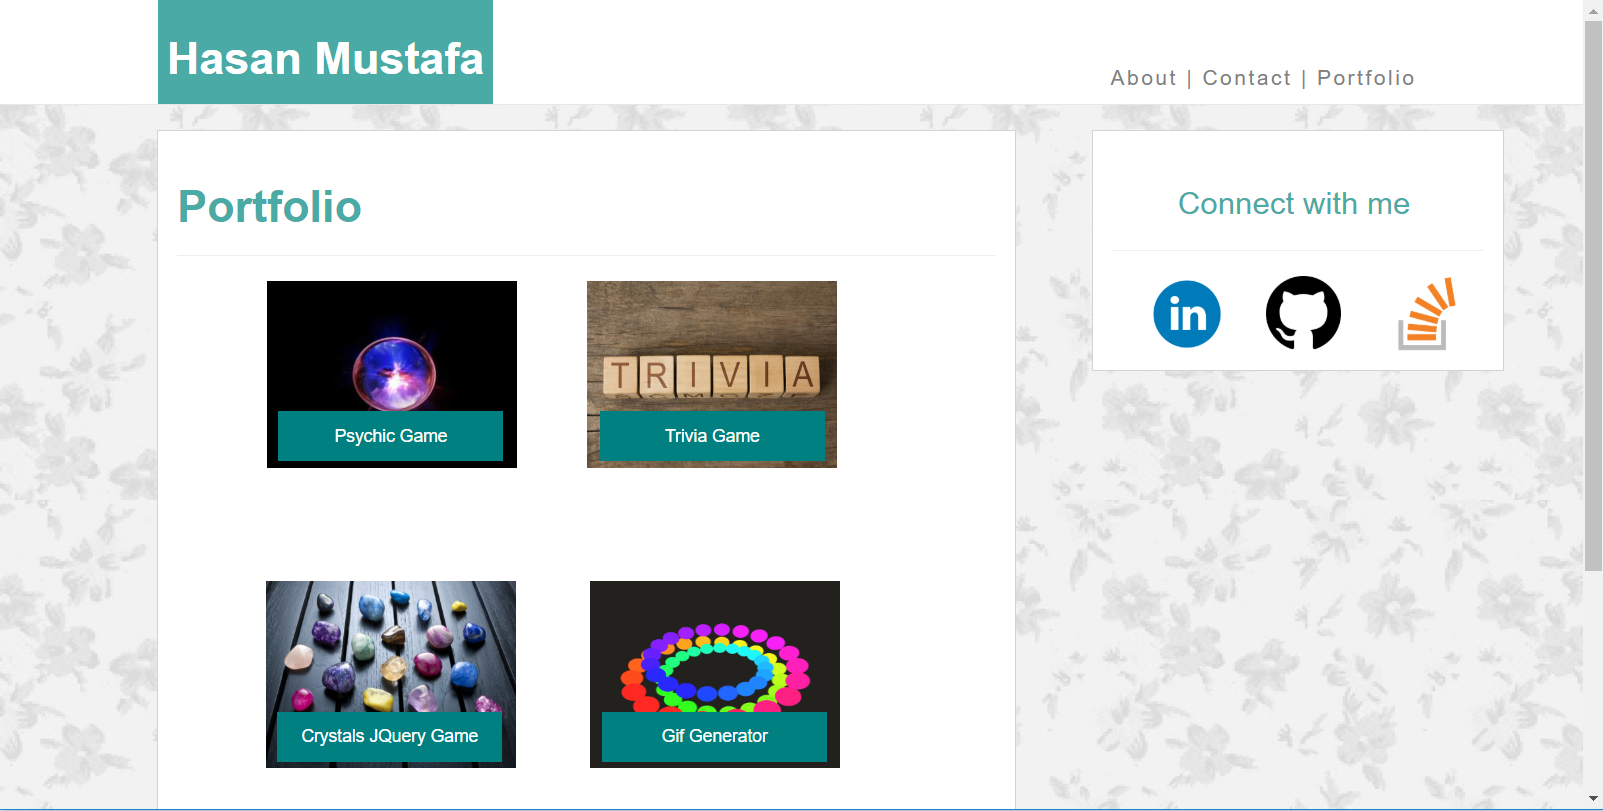 Hasan Mustafa
About | Contact | Portfolio
Portfolio
Connect with me
in
TRIVIA
Psychic Game
Trivia Game
Crystals JQuery Game
Gif Generator